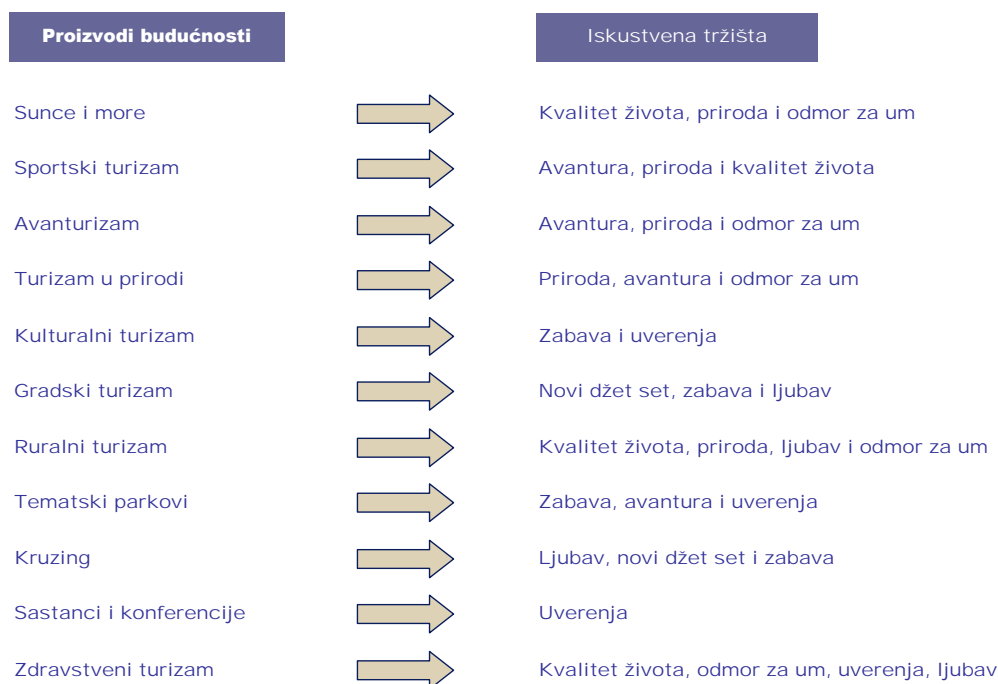 Proizvodi budućnosti
Iskustvena tržišta
Sunce i more
Kvalitet života, priroda i odmor za um
Sportski turizam
Avantura, priroda i kvalitet života
Avanturizam
Avantura, priroda i odmor za um
Turizam u prirodi
Priroda, avantura i odmor za um
Kulturalni turizam
Zabava i uverenja
Gradski turizam
Novi džet set, zabava i ljubav
Ruralni turizam
Kvalitet života, priroda, ljubav i odmor za um
Tematski parkovi
Zabava, avantura i uverenja
Kruzing
Ljubav, novi džet set i zabava
Sastanci i konferencije
Uverenja
Zdravstveni turizam
Kvalitet života, odmor za um, uverenja, ljubav